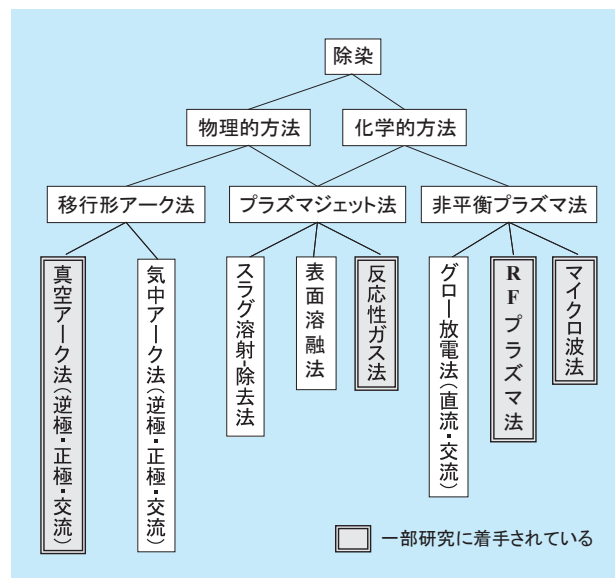 除染
物理的方法
化学的方法
移行形アーク法
プラズマジェット法
非平衡プラズマ法
真空アーク法(逆極・正極・交流)
気中アーク法(逆極・正極・交流)
スラグ溶射-除去法
表面溶融法
反応性ガス法
グロー放電法(直流・交流)
RFプラズマ法
マイクロ波法
一部研究に着手されている